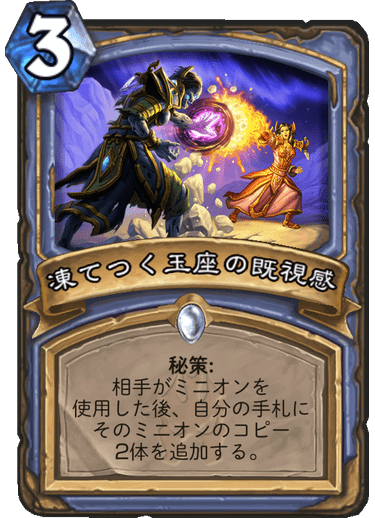 3
凍てつく玉座の既視感
秘策:
相手がミニオンを
使用した後、自分の手札に
そのミニオンのコピー
2体を追加する。